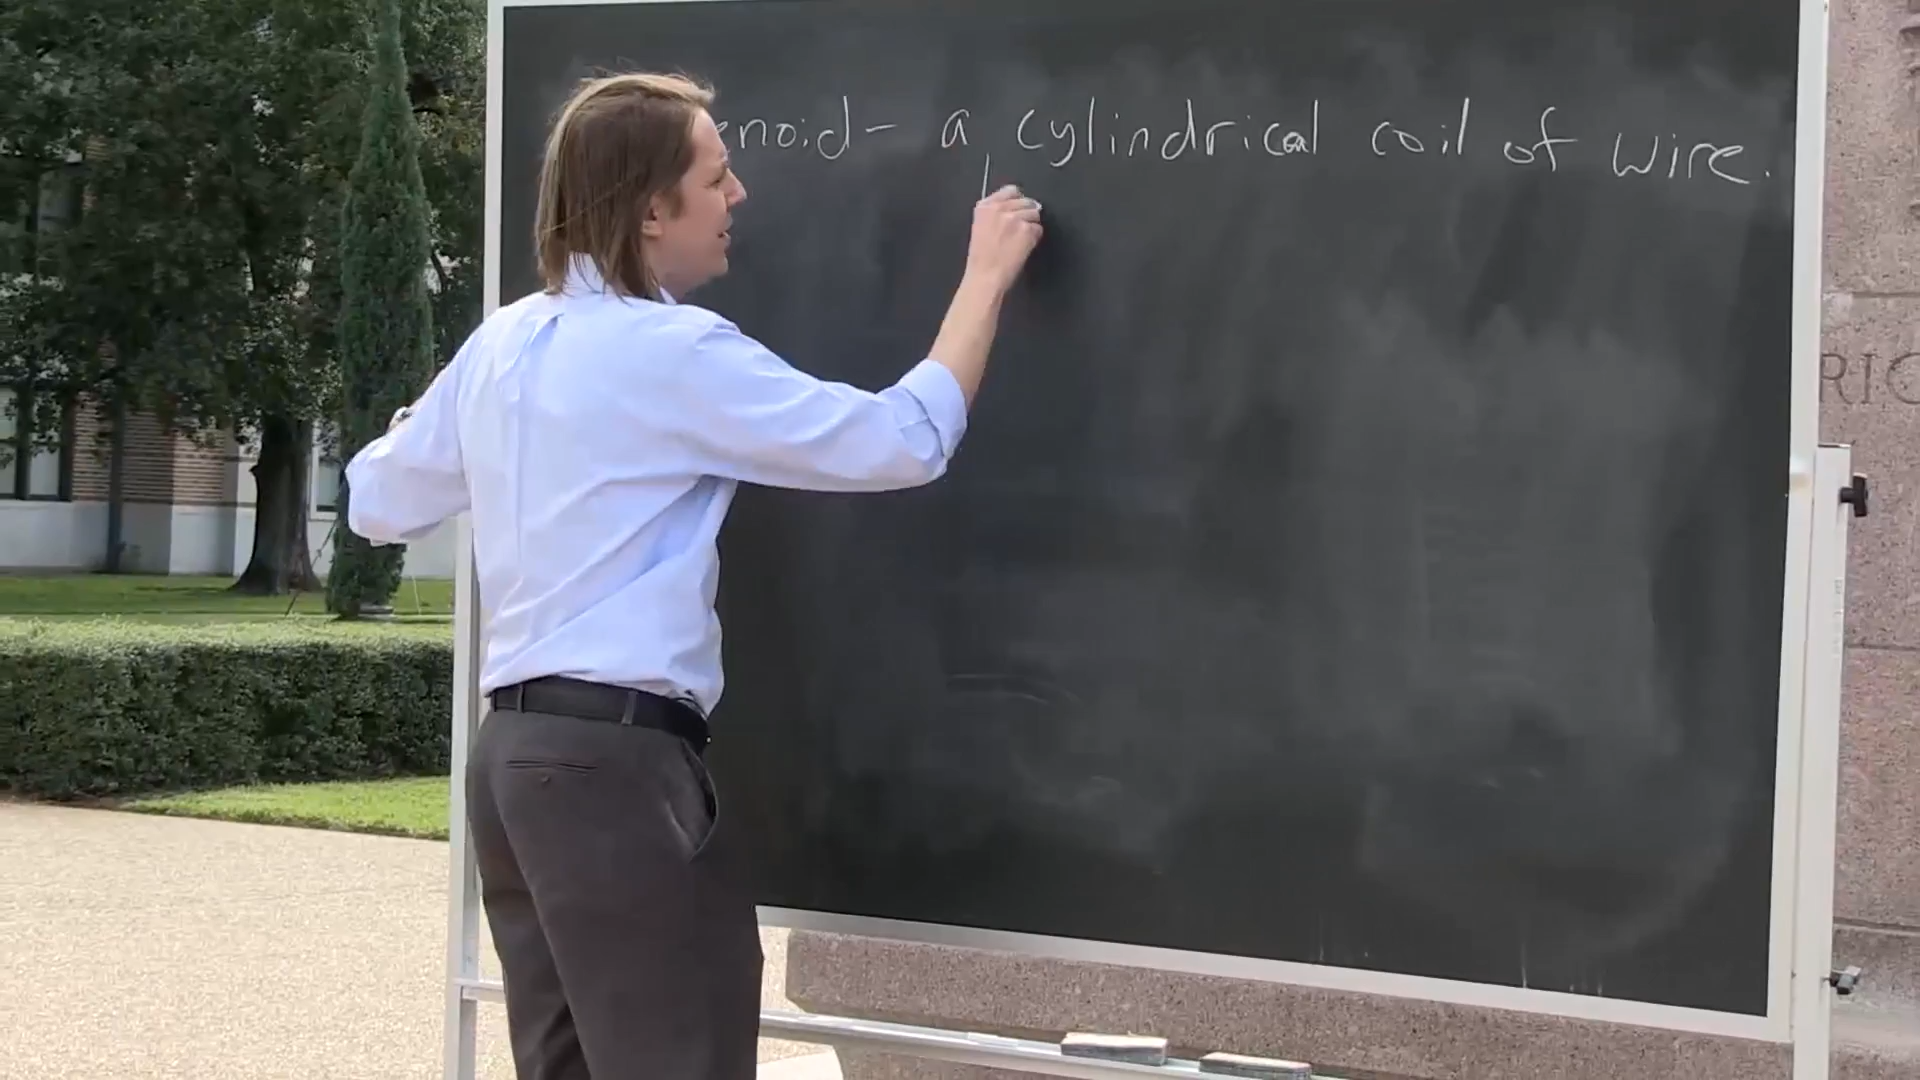 enoid - a cylindrical coil of wire.
RIC